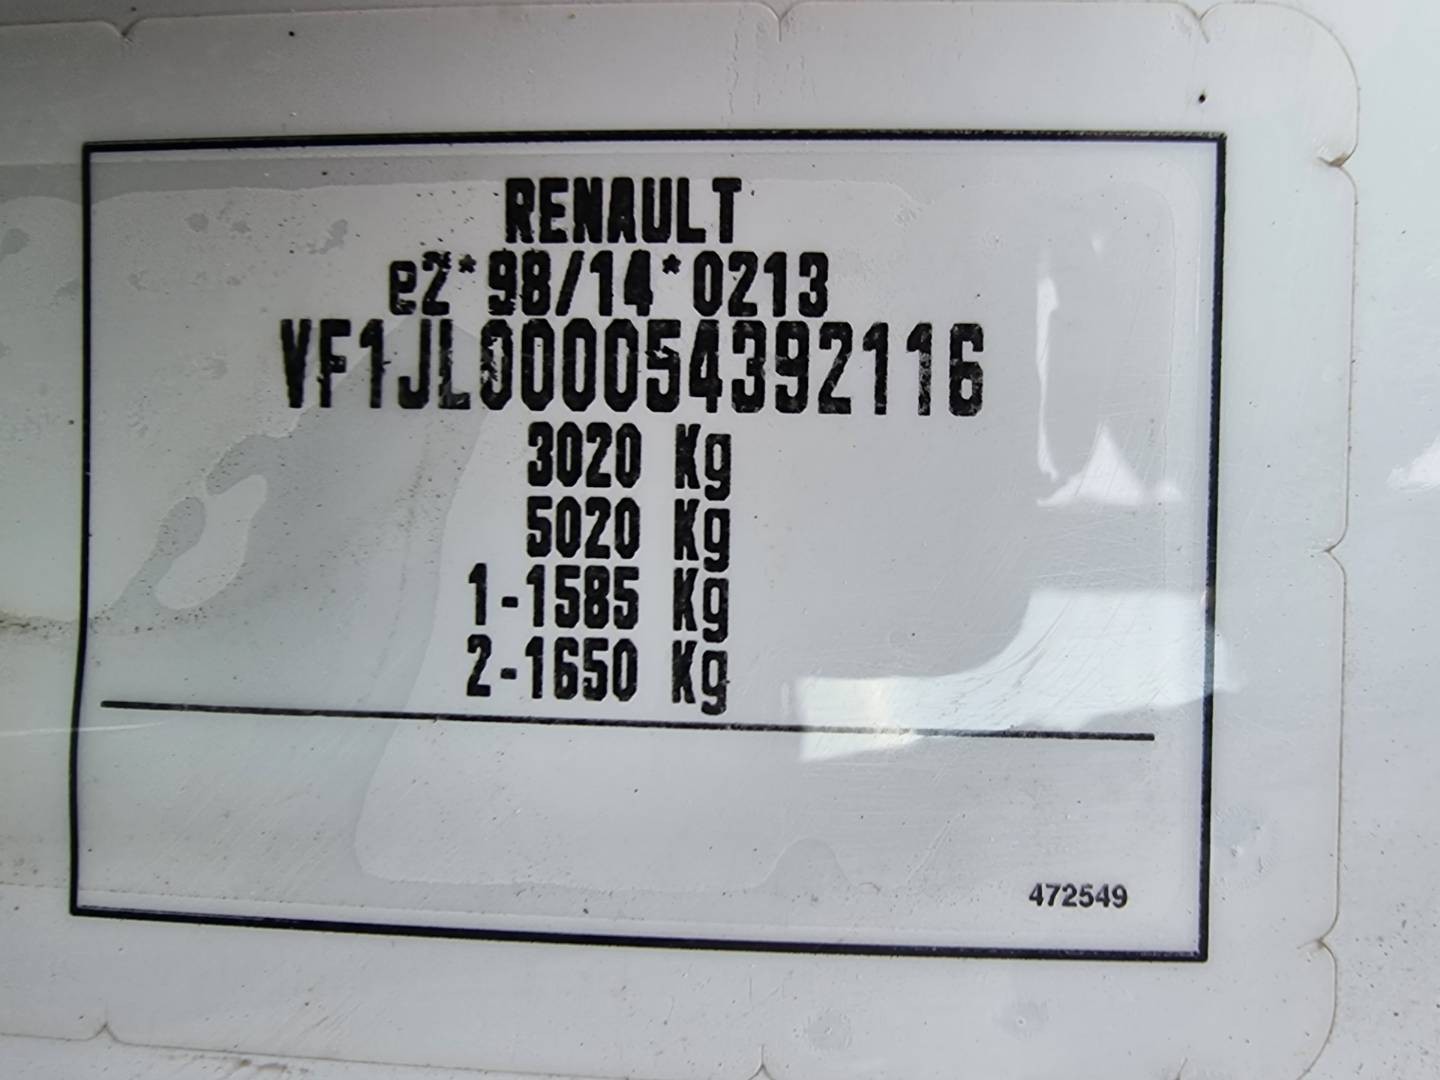 RENAULT
e2*98/14*0213
VF1JL000054392116
3020 Kg
5020 Kg
1-1585 Kg
2-1650 Kg
472549